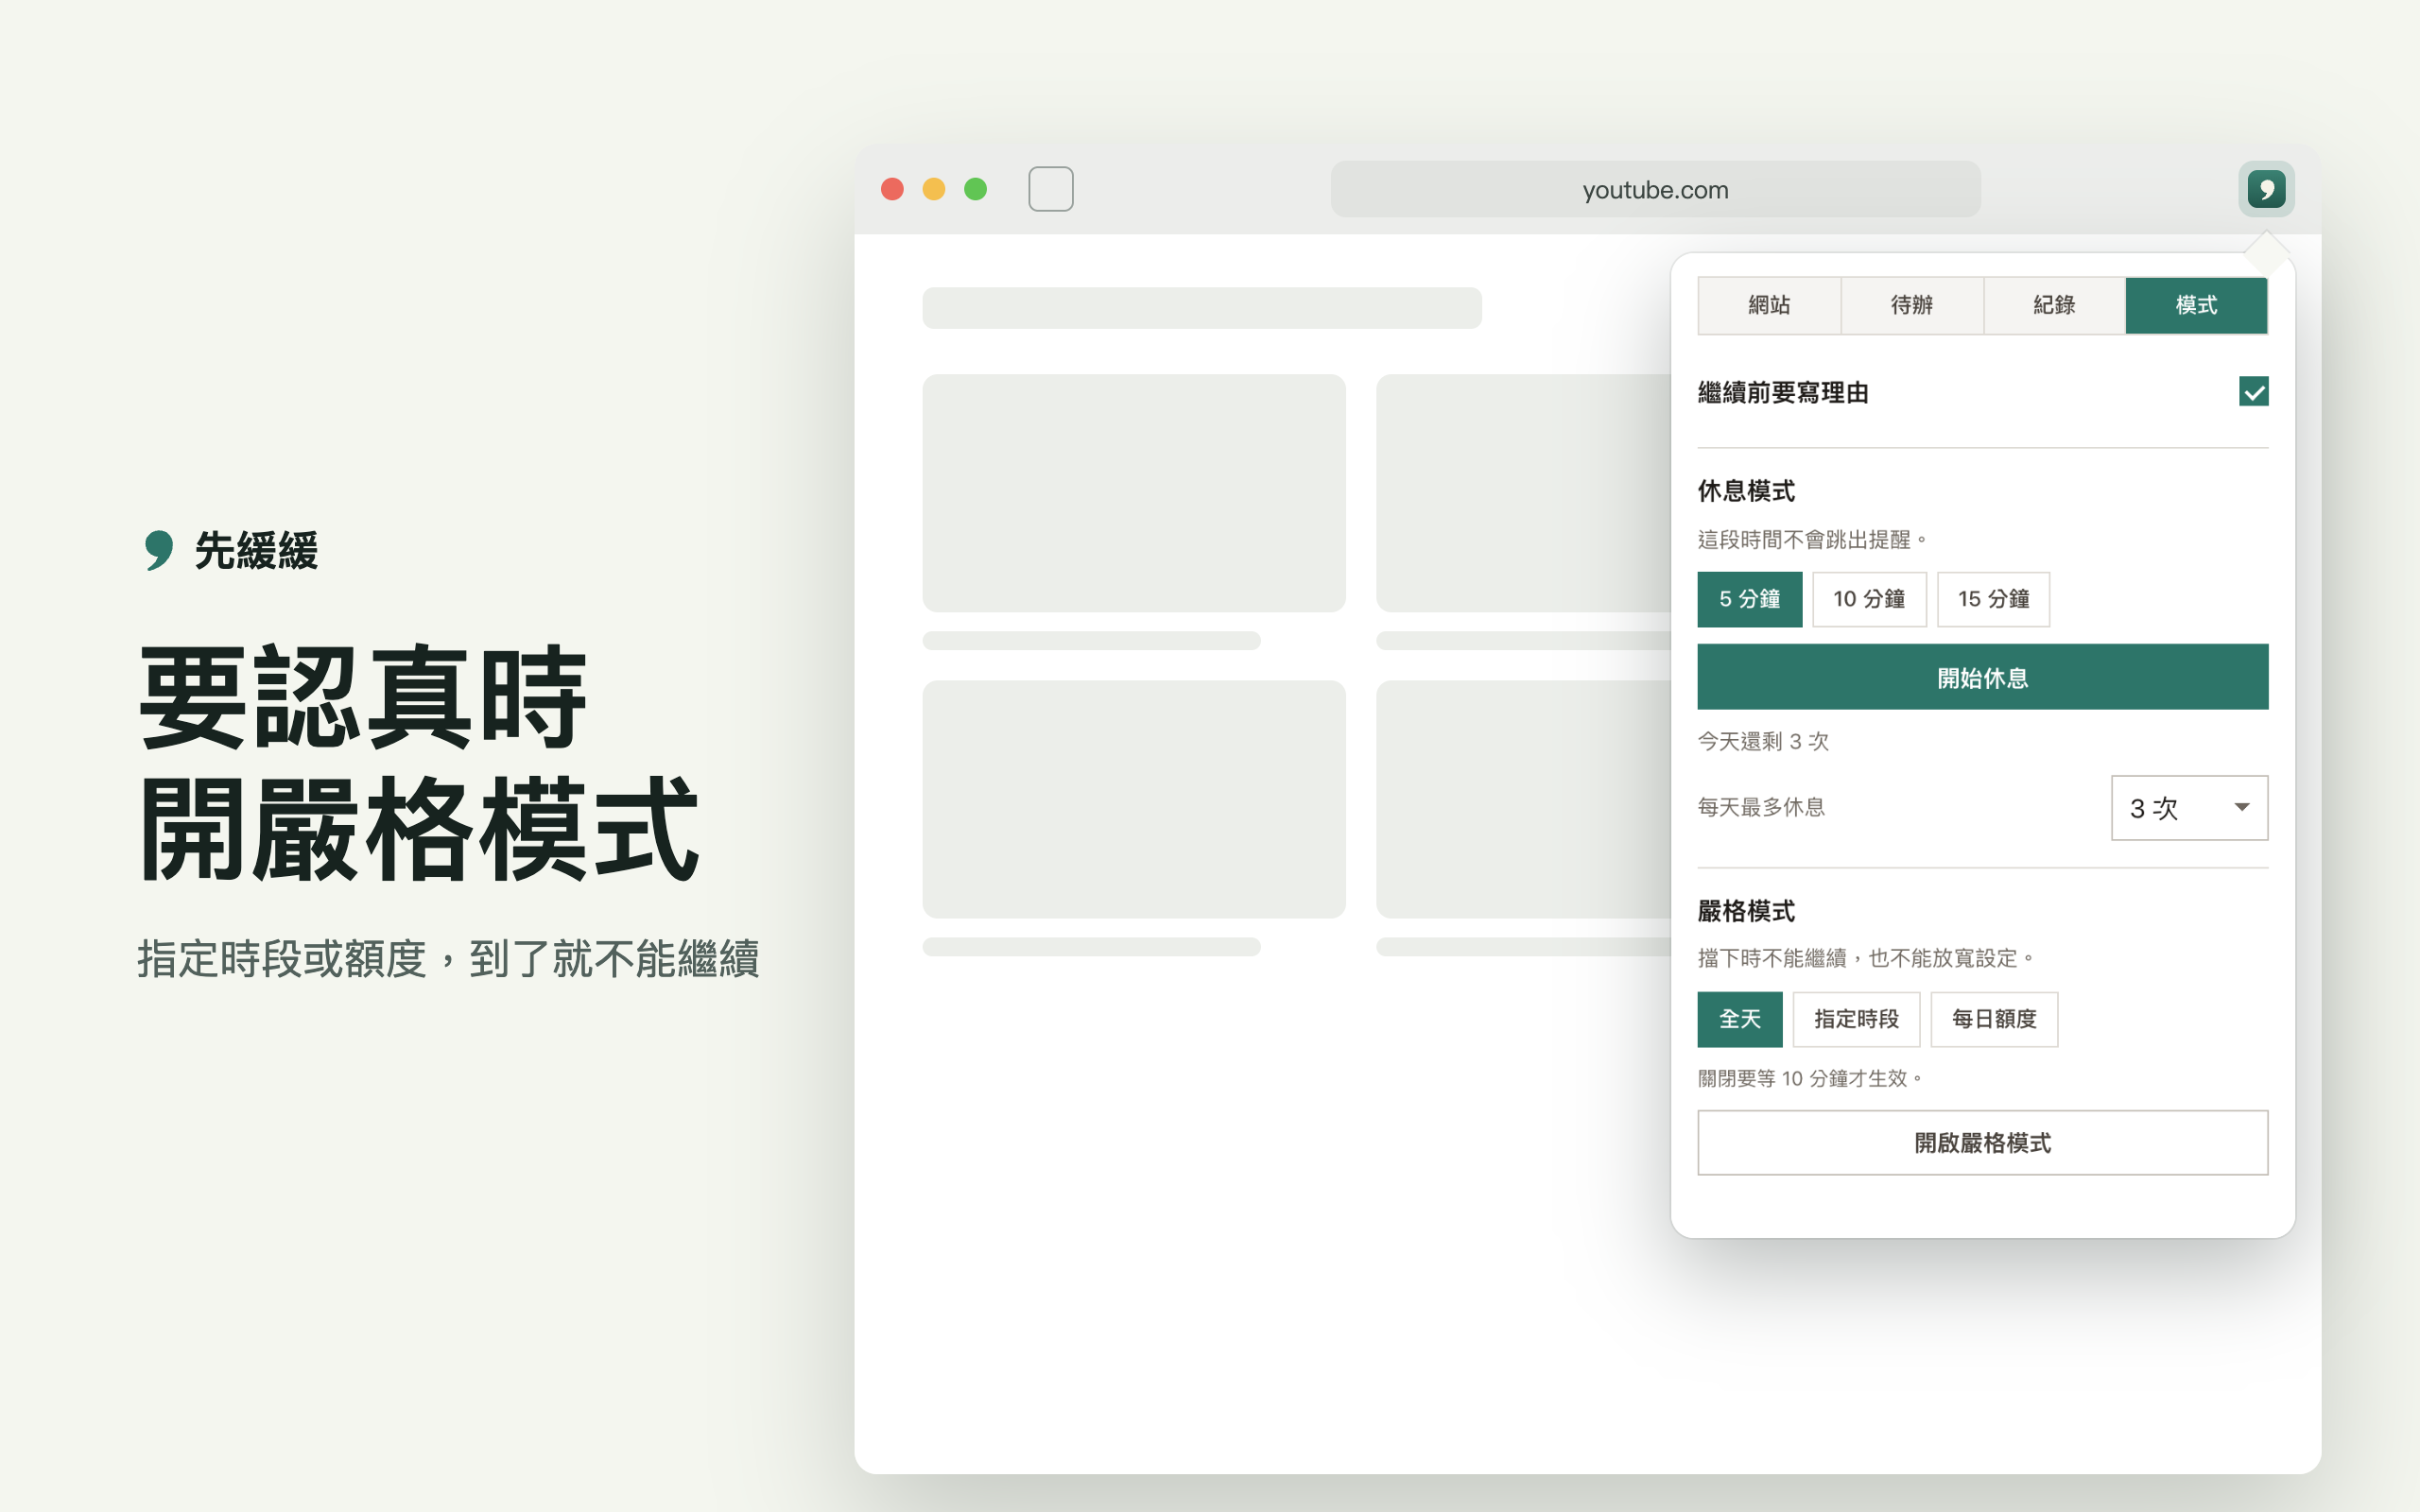 先緩緩
要認真時
開嚴格模式
指定時段或額度，到了就不能繼續
youtube.com
網站
待辦
紀錄
模式
繼續前要寫理由
休息模式
這段時間不會跳出提醒。
5 分鐘
10 分鐘
15 分鐘
開始休息
今天還剩 3 次
每天最多休息
3 次
嚴格模式
擋下時不能繼續，也不能放寬設定。
全天
指定時段
每日額度
關閉要等 10 分鐘才生效。
開啟嚴格模式